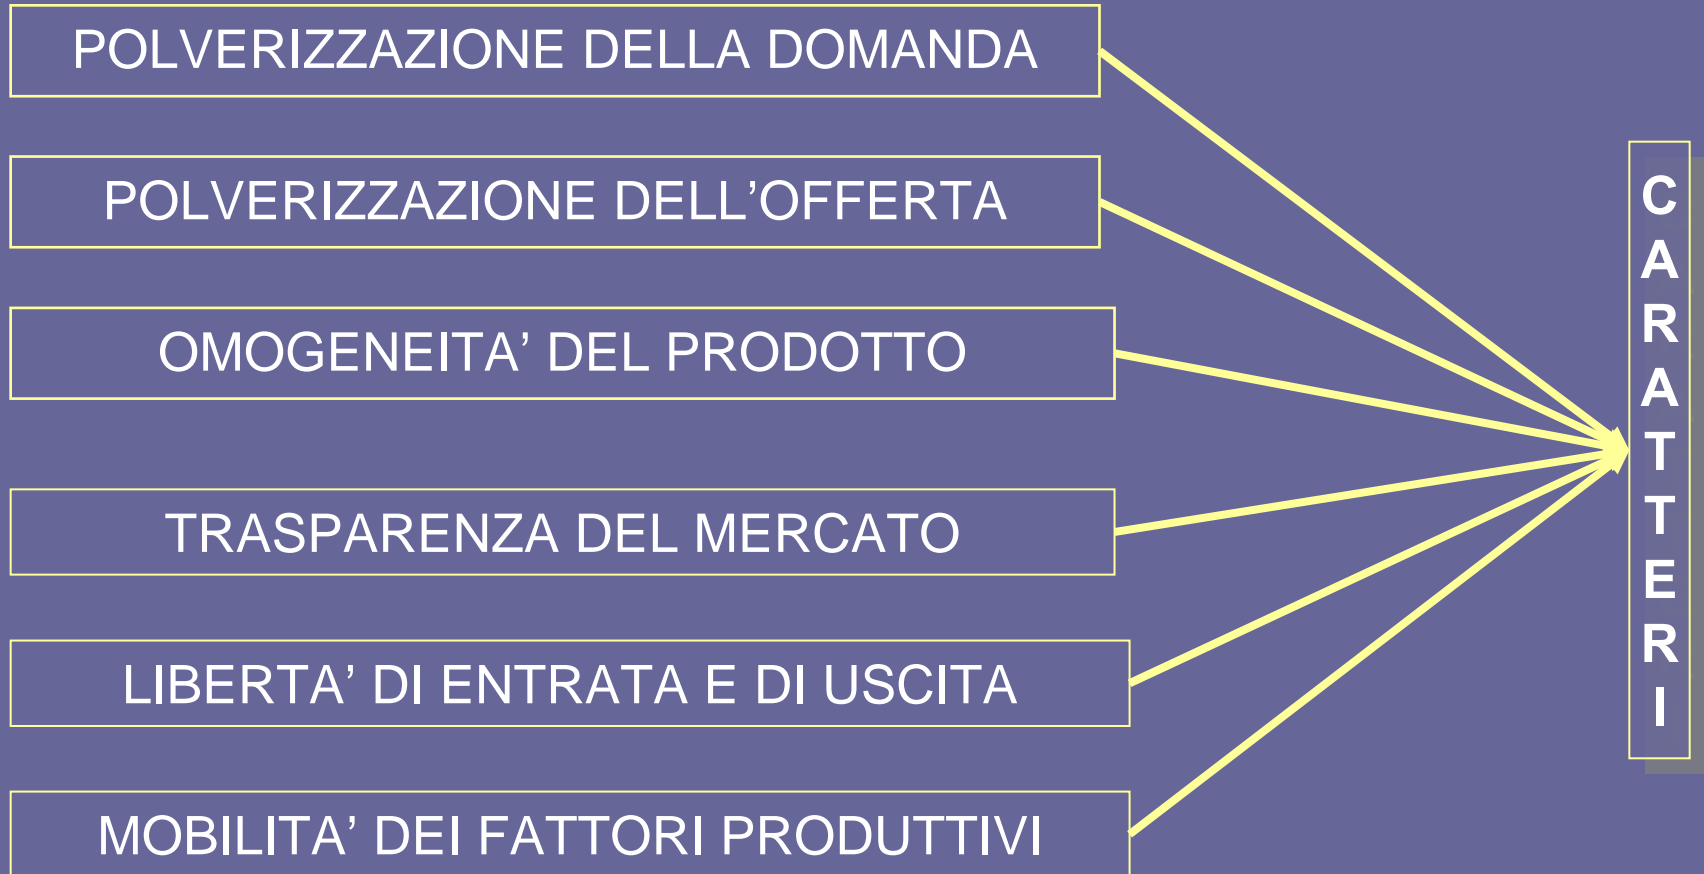 POLVERIZZAZIONE DELLA DOMANDA
POLVERIZZAZIONE DELL’OFFERTA
OMOGENEITA’ DEL PRODOTTO
TRASPARENZA DEL MERCATO
LIBERTA’ DI ENTRATA E DI USCITA
MOBILITA’ DEI FATTORI PRODUTTIVI
CARATTERI